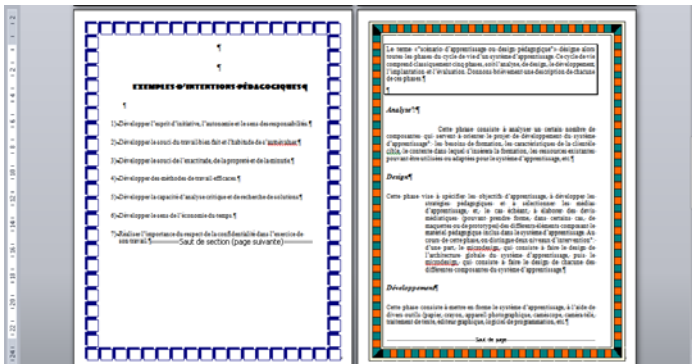 EXEMPLES D'INTENTIONS PÉDAGOGIQUES¶
1)→Développer l'esprit d'initiative, l'autonomie et le sens des responsabilités¶
2)→Développer le souci du travail bien fait et l'habitude de s'autoévaluer¶
3)→Développer le souci de l'exactitude, de la propreté et de la minutie¶
4)→Développer des méthodes de travail efficaces¶
5)→Développer la capacité d'analyse critique et de recherche de solutions¶
6)→Développer le sens de l'économie du temps¶
7)→Réaliser l'importance du respect de la confidentialité dans l'exercice de
son travail.¶ Saut de section (page suivante)
Le terme «"scénario d'apprentissage ou design pédagogique"» désigne alors
toutes les phases du cycle de vie d'un système d'apprentissage. Ce cycle de vie
comprend classiquement cinq phases, soit l'analyse, de design, le développement,
l'implantation et l'évaluation. Donnons brièvement une description de chacune
de ces phases¶
Analyse°¶
Cette phase consiste à analyser un certain nombre de
composantes qui servent à orienter le projet de développement du système
d'apprentissage°: les besoins de formation, les caractéristiques de la clientèle
cible, le contexte dans lequel s'insérera la formation, les ressources existantes
pouvant être utilisées ou adaptées pour le système d'apprentissage, etc.¶
Design¶
Cette phase vise à spécifier les objectifs d'apprentissage, à développer les
stratégies pédagogiques et à sélectionner les médias
d'apprentissage, et, le cas échéant, à élaborer des devis
médiatiques (pouvant prendre forme, dans certains cas, de
maquettes ou de prototypes) des différents éléments composant le
matériel pédagogique inclus dans le système d'apprentissage. Au
cours de cette phase, on distingue deux niveaux d'intervention°:
d'une part, le microdesign, qui consiste à faire le design de
l'architecture globale du système d'apprentissage, puis le
microdesign, qui consiste à faire le design de chacune des
différentes composantes du système d'apprentissage.¶
Développement¶
Cette phase consiste à mettre en forme le système d'apprentissage, à l'aide de
divers outils (papier, crayon, appareil photographique, caméscope, caméra télé,
traitement de texte, éditeur graphique, logiciel de programmation, etc.¶
Saut de page